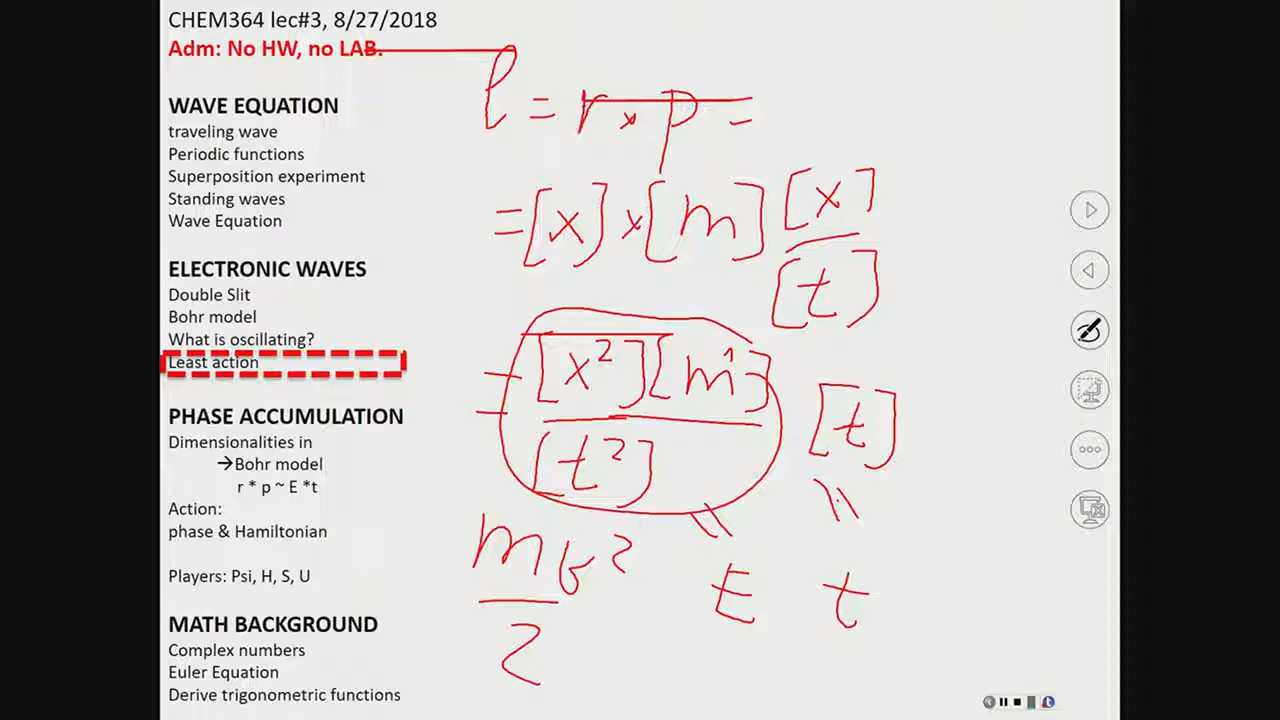 CHEM364 lec#3, 8/27/2018
Adm: No HW, no LAB.
WAVE EQUATION
traveling wave
Periodic functions
Superposition experiment
Standing waves
Wave Equation
ELECTRONIC WAVES
Double Slit
Bohr model
What is oscillating?
Least action
PHASE ACCUMULATION
Dimensionalities in
→Bohr model
r * p ~ E *t
Action:
phase & Hamiltonian
Players: Psi, H, S, U
MATH BACKGROUND
Complex numbers
Euler Equation
Derive trigonometric functions
l = r × p =
= [x] × [m] [x]
[t]
= [x²] [m¹]
[t²]
[t]
mv²
2
E t